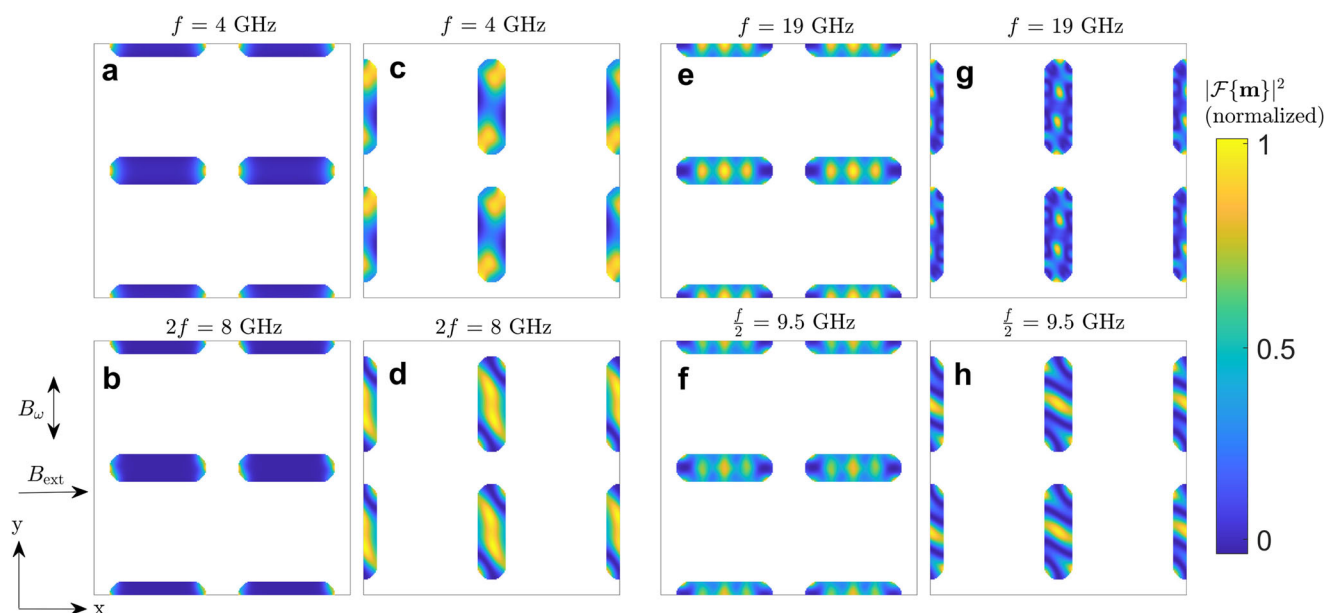 f = 4 GHz
f = 4 GHz
f = 19 GHz
f = 19 GHz
a
c
e
g
|ℱ{m}|²
(normalized)
1
0.5
0
2f = 8 GHz
2f = 8 GHz
f/2 = 9.5 GHz
f/2 = 9.5 GHz
b
d
f
h
B_ω
B_ext
y
x